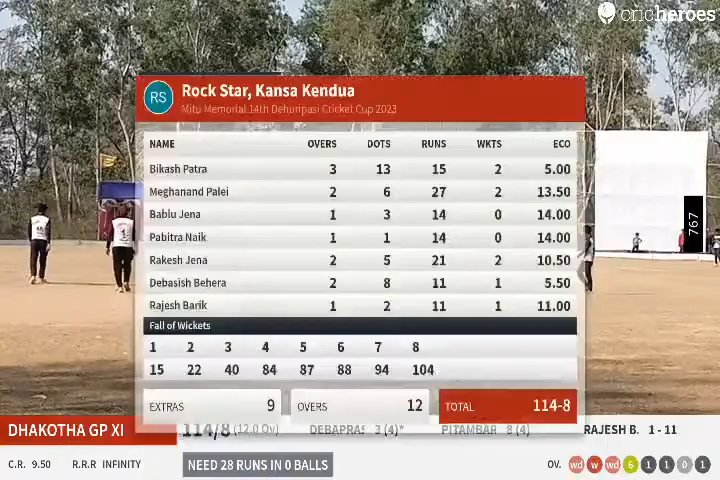 cricheroes
RS
Rock Star, Kansa Kendua
Mitu Memorial 14th Dehuripasi Cricket Cup 2023
NAME OVERS DOTS RUNS WKTS ECO
Bikash Patra 3 13 15 2 5.00
Meghanand Palei 2 6 27 2 13.50
Bablu Jena 1 3 14 0 14.00
Pabitra Naik 1 1 14 0 14.00
Rakesh Jena 2 5 21 2 10.50
Debasish Behera 2 8 11 1 5.50
Rajesh Barik 1 2 11 1 11.00
Fall of Wickets
1 2 3 4 5 6 7 8
15 22 40 84 87 88 94 104
EXTRAS 9 OVERS 12 TOTAL 114-8
767
DHAKOTHA GP XI 114/8 (12.0 Ov) DEBAPRAS 3 (4)* PITAMBAR 8 (4) RAJESH B. 1 - 11
C.R. 9.50 R.R.R INFINITY NEED 28 RUNS IN 0 BALLS OV. wd w wd 6 1 1 0 1